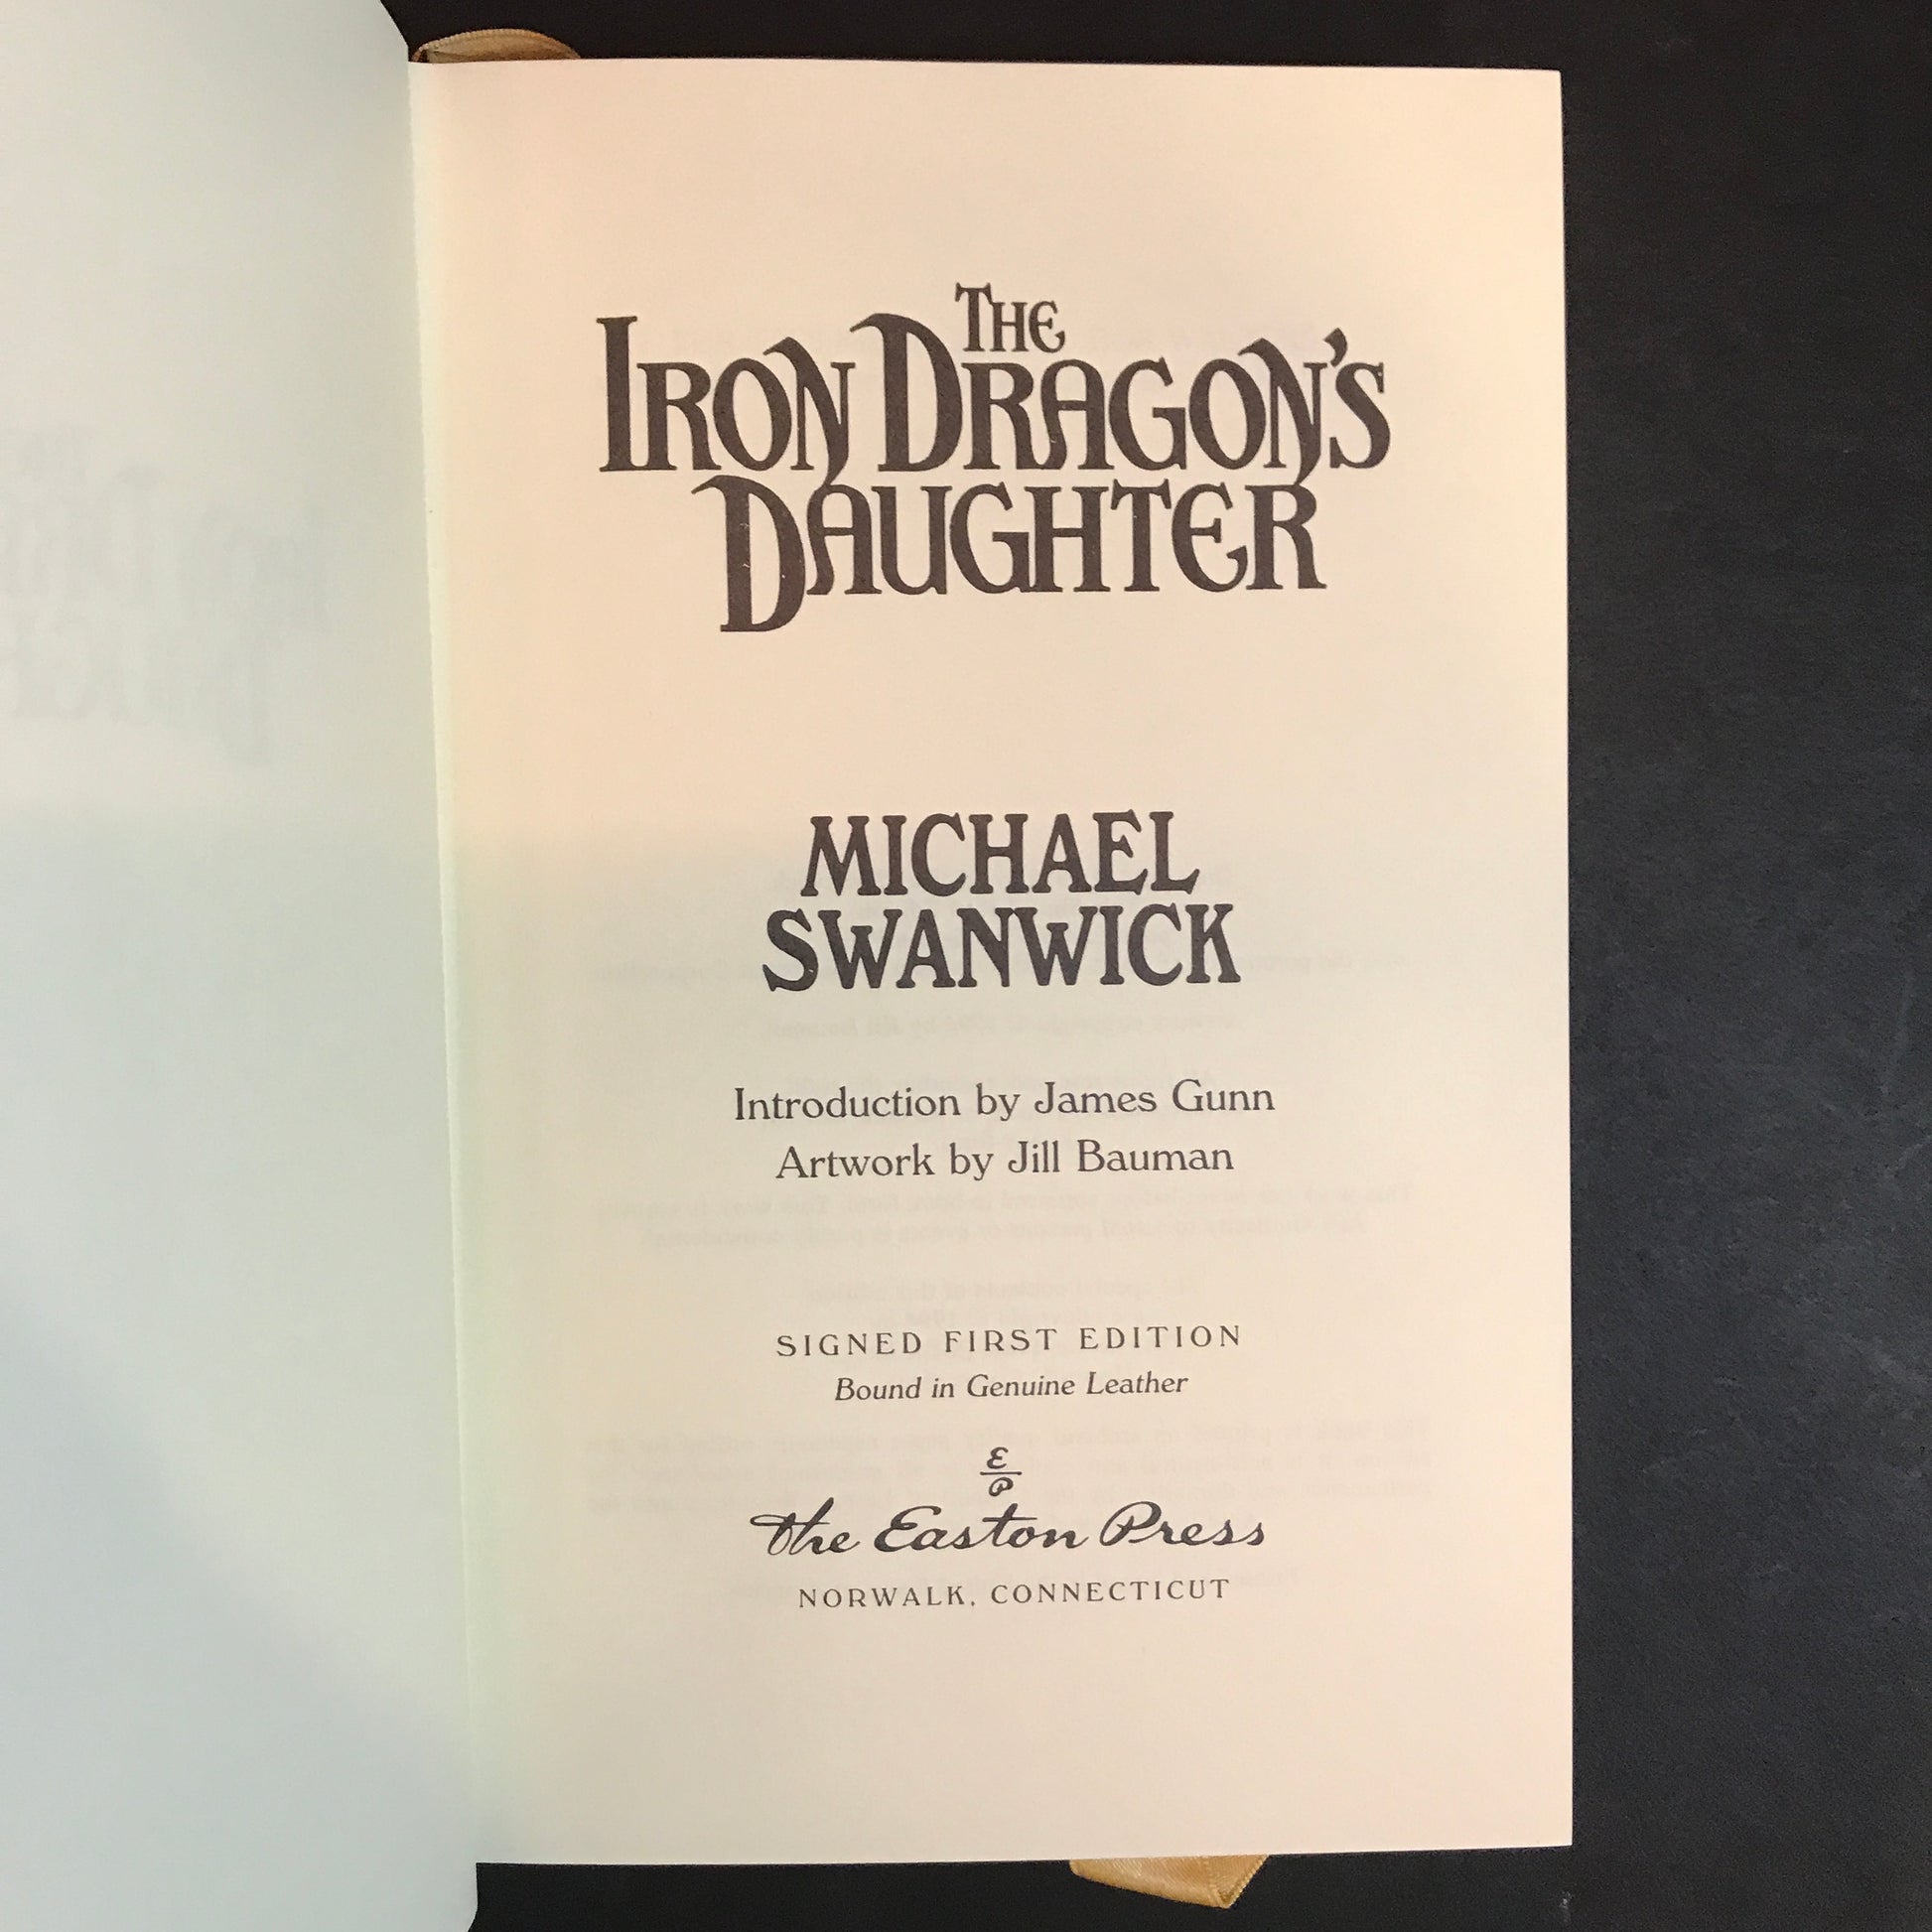 THE
IRON DRAGON'S
DAUGHTER
MICHAEL
SWANWICK
Introduction by James Gunn
Artwork by Jill Bauman
SIGNED FIRST EDITION
Bound in Genuine Leather
E
P
The Easton Press
NORWALK, CONNECTICUT